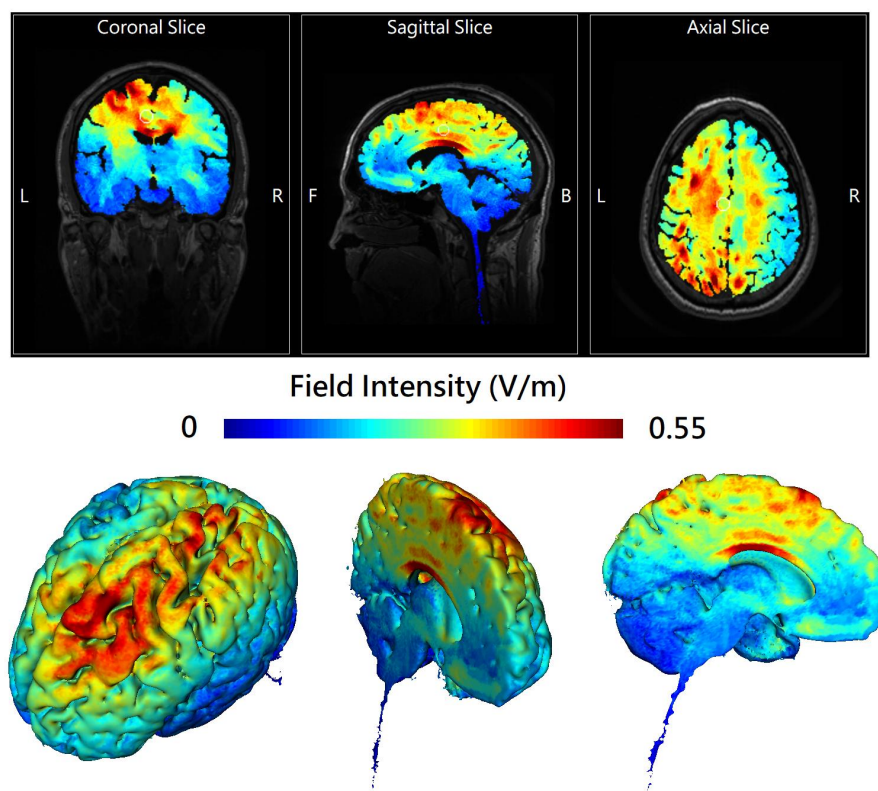 Coronal Slice
Sagittal Slice
Axial Slice
L
R
F
B
L
R
Field Intensity (V/m)
0
0.55